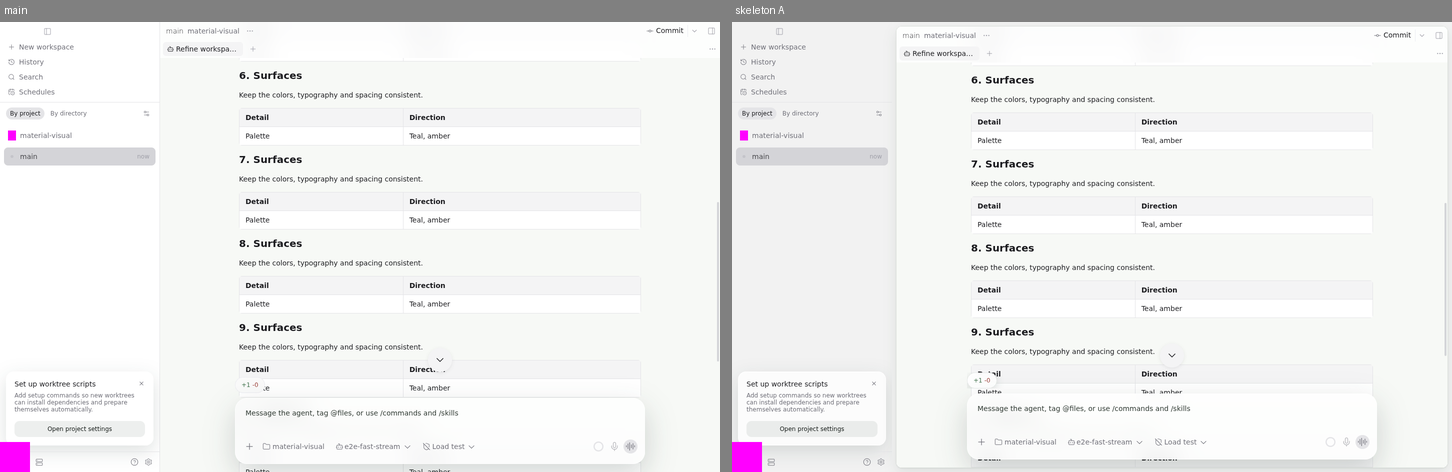 main
skeleton A
New workspace
History
Search
Schedules
By project By directory
material-visual
main now
Set up worktree scripts
Add setup commands so new worktrees
can install dependencies and prepare
themselves automatically.
Open project settings
main material-visual ...
Commit
Refine workspa...
6. Surfaces
Keep the colors, typography and spacing consistent.
Detail Direction
Palette Teal, amber
7. Surfaces
Keep the colors, typography and spacing consistent.
Detail Direction
Palette Teal, amber
8. Surfaces
Keep the colors, typography and spacing consistent.
Detail Direction
Palette Teal, amber
9. Surfaces
Keep the colors, typography and spacing consistent.
Detail
Teal, amber
+1 -0
Message the agent, tag @files, or use /commands and /skills
material-visual e2e-fast-stream Load test
Palette Teal, amber
New workspace
History
Search
Schedules
By project By directory
material-visual
main now
Set up worktree scripts
Add setup commands so new worktrees
can install dependencies and prepare
themselves automatically.
Open project settings
main material-visual ...
Commit
Refine workspa...
6. Surfaces
Keep the colors, typography and spacing consistent.
Detail Direction
Palette Teal, amber
7. Surfaces
Keep the colors, typography and spacing consistent.
Detail Direction
Palette Teal, amber
8. Surfaces
Keep the colors, typography and spacing consistent.
Detail Direction
Palette Teal, amber
9. Surfaces
Keep the colors, typography and spacing consistent.
Direction
+1 -0
Message the agent, tag @files, or use /commands and /skills
material-visual e2e-fast-stream Load test